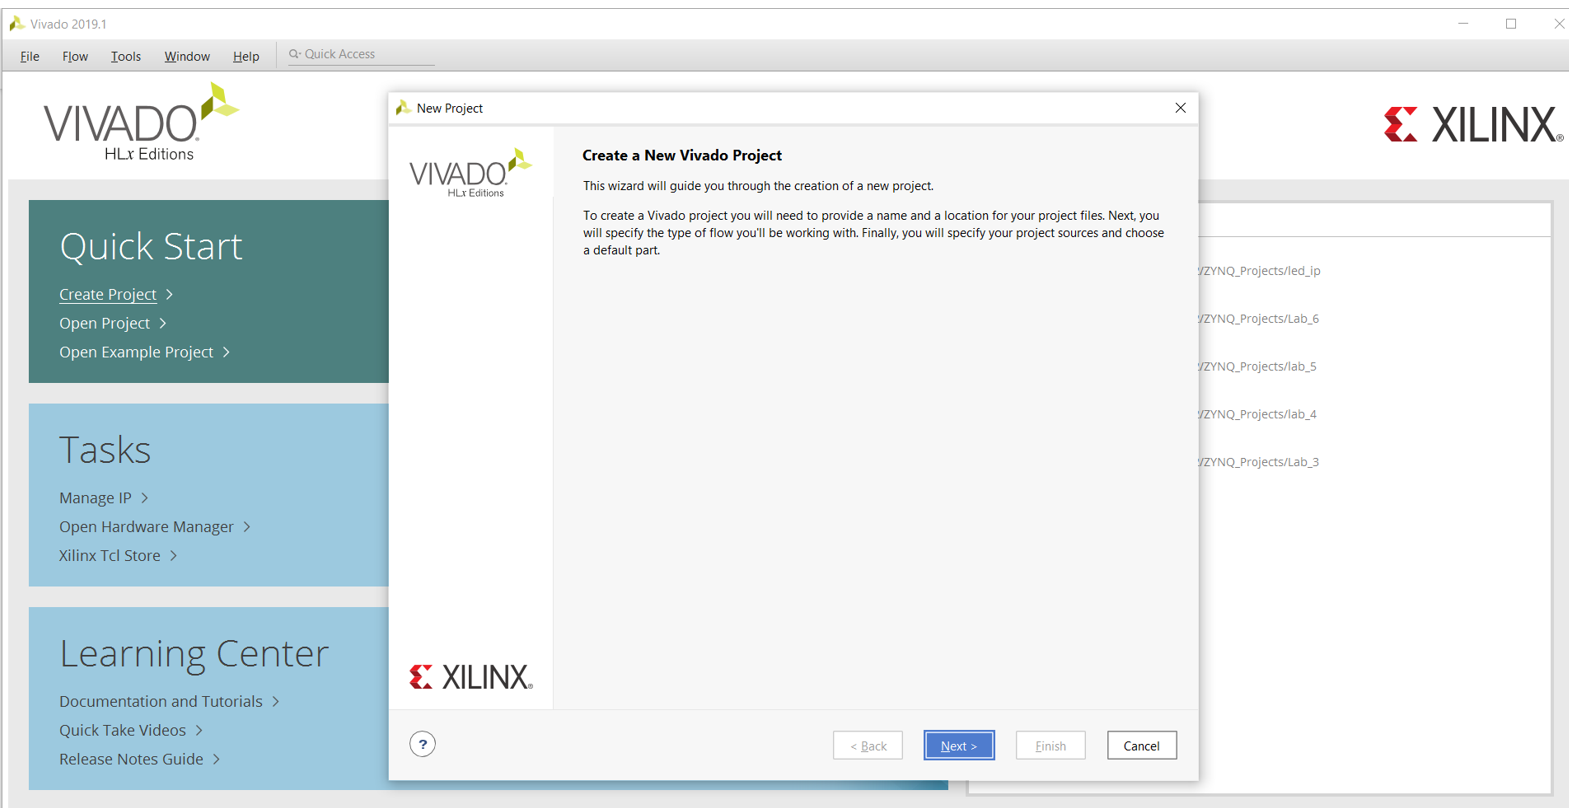 Vivado 2019.1
File Flow Tools Window Help Quick Access
VIVADO
HLx Editions
XILINX
Quick Start
Create Project
Open Project
Open Example Project
Tasks
Manage IP
Open Hardware Manager
Xilinx Tcl Store
Learning Center
Documentation and Tutorials
Quick Take Videos
Release Notes Guide
New Project
VIVADO
HLx Editions
XILINX
Create a New Vivado Project
This wizard will guide you through the creation of a new project.
To create a Vivado project you will need to provide a name and a location for your project files. Next, you
will specify the type of flow you'll be working with. Finally, you will specify your project sources and choose
a default part.
?
< Back Next > Finish Cancel
/ZYNQ_Projects/led_ip
/ZYNQ_Projects/Lab_6
/ZYNQ_Projects/lab_5
/ZYNQ_Projects/lab_4
/ZYNQ_Projects/Lab_3